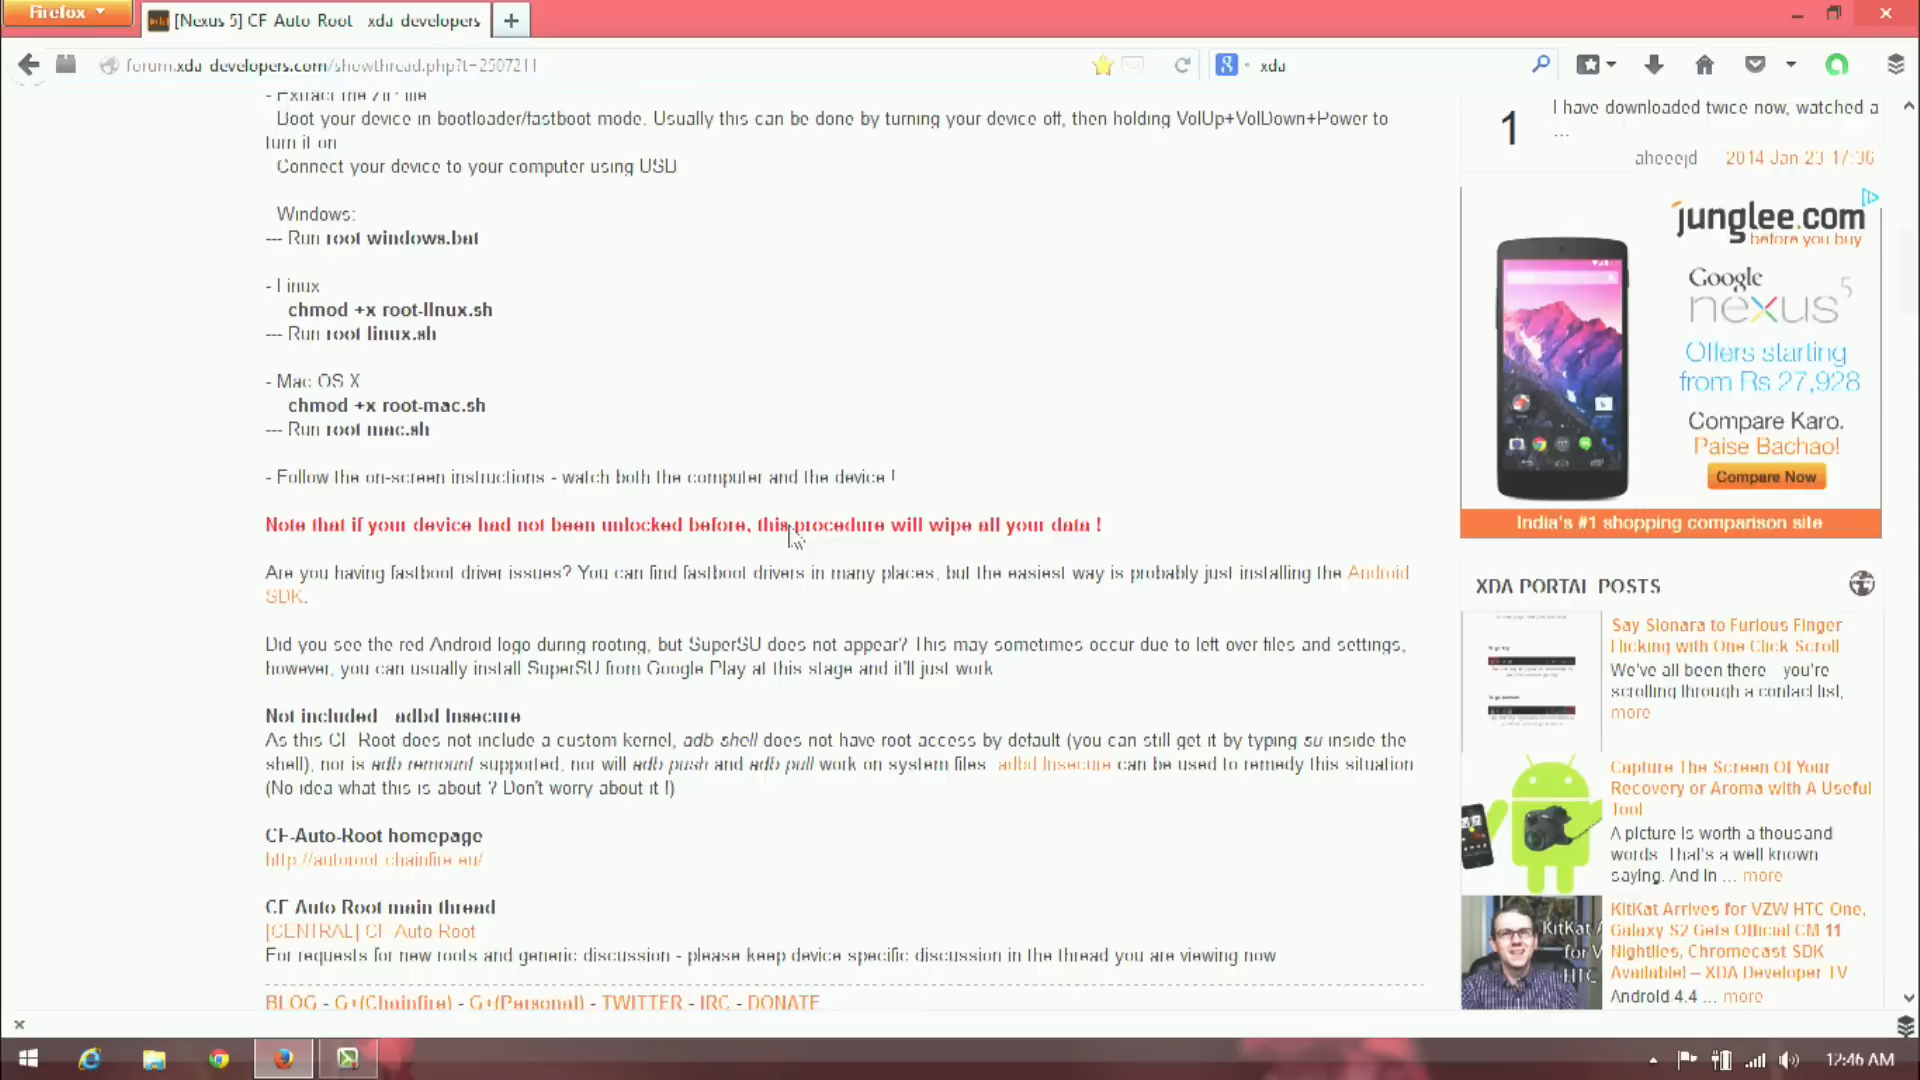 Firefox
[Nexus 5] CF Auto Root xda developers
forum.xda developers.com/showthread.php?t=2507211
xda
- Extract the ZIP file
Boot your device in bootloader/fastboot mode. Usually this can be done by turning your device off, then holding VolUp+VolDown+Power to
turn it on
Connect your device to your computer using USB
Windows:
--- Run root windows.bat
- Linux
chmod +x root-linux.sh
--- Run root linux.sh
- Mac OS X
chmod +x root-mac.sh
--- Run root mac.sh
- Follow the on-screen instructions - watch both the computer and the device !
Note that if your device had not been unlocked before, this procedure will wipe all your data !
Are you having fastboot driver issues? You can find fastboot drivers in many places, but the easiest way is probably just installing the Android
SDK.
Did you see the red Android logo during rooting, but SuperSU does not appear? This may sometimes occur due to left over files and settings,
however, you can usually install SuperSU from Google Play at this stage and it'll just work
Not included adbd Insecure
As this CF Root does not include a custom kernel, adb shell does not have root access by default (you can still get it by typing su inside the
shell), nor is adb remount supported, nor will adb push and adb pull work on system files adbd Insecure can be used to remedy this situation
(No idea what this is about ? Don't worry about it !)
CF-Auto-Root homepage
http://autoroot.chainfire.eu/
CF Auto Root main thread
[CENTRAL] CF Auto Root
For requests for new roots and generic discussion - please keep device specific discussion in the thread you are viewing now
BLOG - G+(Chainfire) - G+(Personal) - TWITTER - IRC - DONATE
1
I have downloaded twice now, watched a
...
2014 Jan 23
junglee.com
before you buy
Google
nexus 5
Offers starting
from Rs 27,928
Compare Karo.
Paise Bachao!
Compare Now
India's #1 shopping comparison site
XDA PORTAL POSTS
Say Sionara to Furious Finger
Flicking with One Click Scroll
We've all been there you're
scrolling through a contact list,
more
Capture The Screen Of Your
Recovery or Aroma with A Useful
Tool
A picture is worth a thousand
words. That's a well known
saying. And in ... more
KitKat A
for V
HTC
KitKat Arrives for VZW HTC One,
Galaxy S2 Gets Official CM 11
Nightlies, Chromecast SDK
Available! – XDA Developer TV
Android 4.4 ... more
12:46 AM